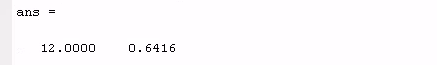 ans =
12.0000 0.6416